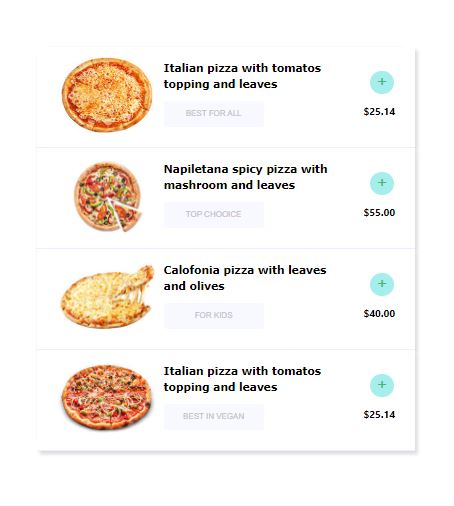 Italian pizza with tomatos
topping and leaves
+
BEST FOR ALL
$25.14
Napiletana spicy pizza with
mashroom and leaves
+
TOP CHOOICE
$55.00
Calofonia pizza with leaves
and olives
+
FOR KIDS
$40.00
Italian pizza with tomatos
topping and leaves
+
BEST IN VEGAN
$25.14